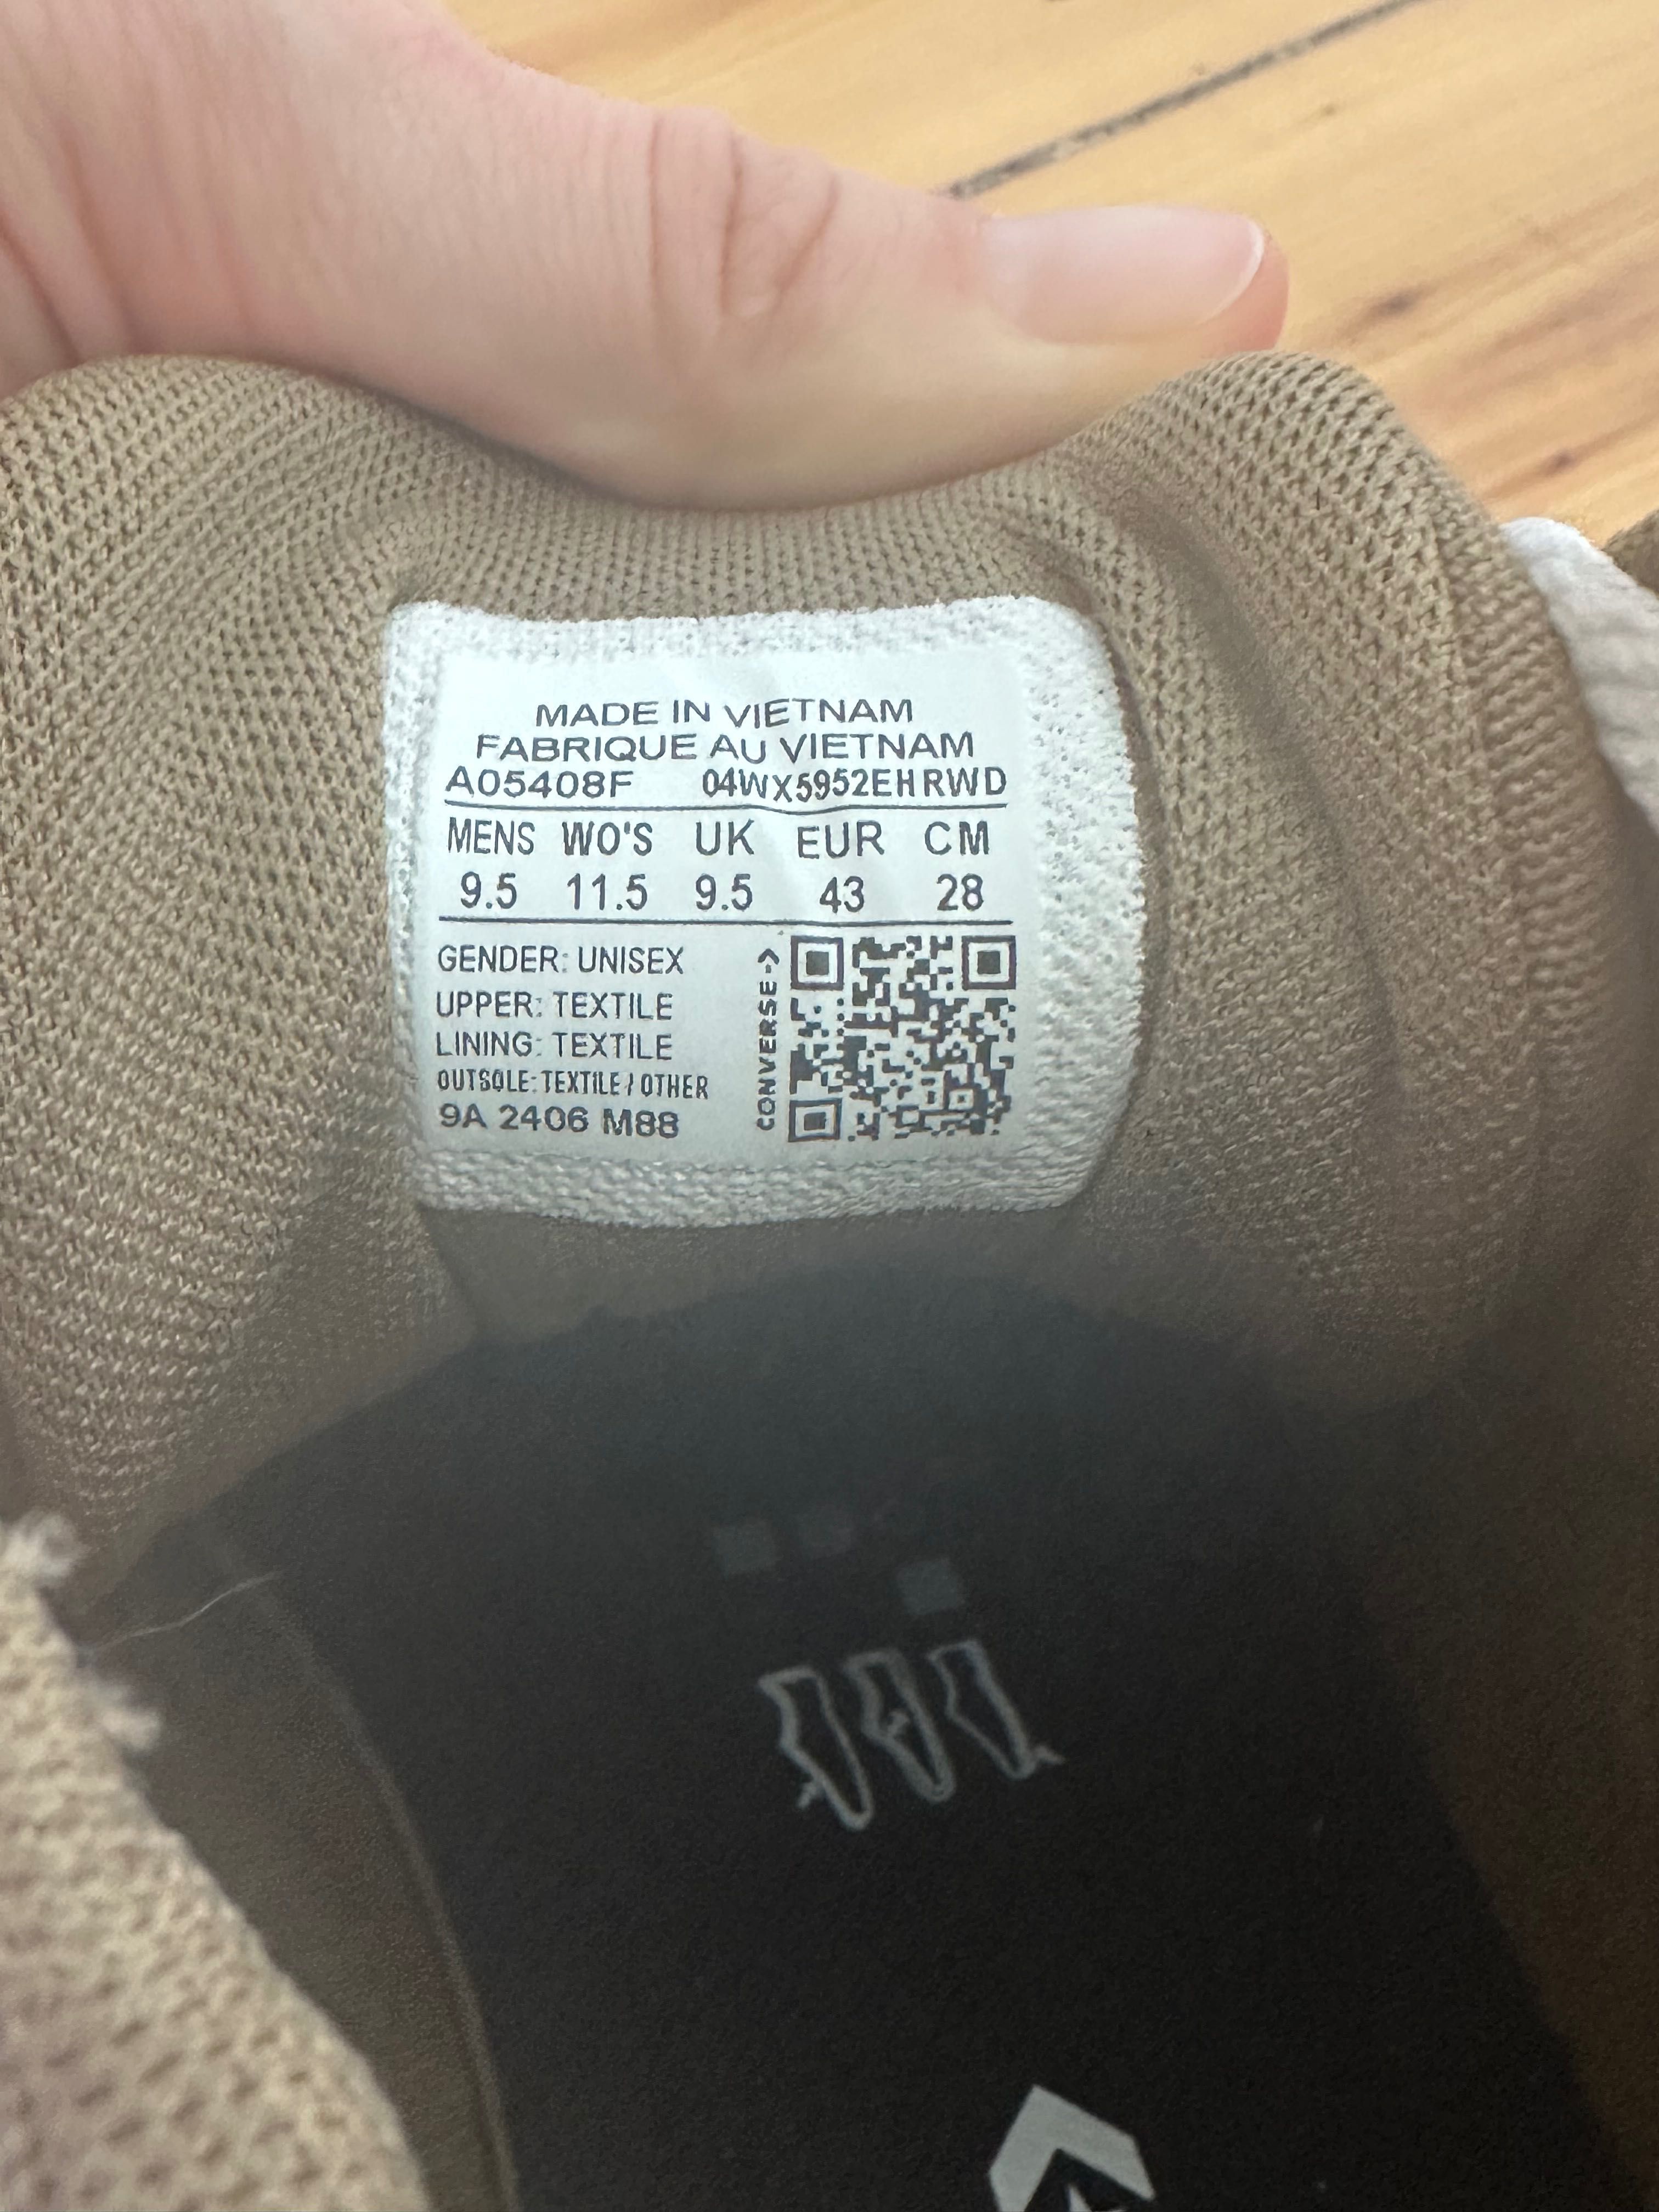 MADE IN VIETNAM
FABRIQUE AU VIETNAM
A05408F 04WX5952EHRWD
MENS WO'S UK EUR CM
9.5 11.5 9.5 43 28
GENDER: UNISEX
UPPER: TEXTILE
LINING: TEXTILE
OUTSOLE: TEXTILE / OTHER
9A 2406 M88
CONVERSE ->